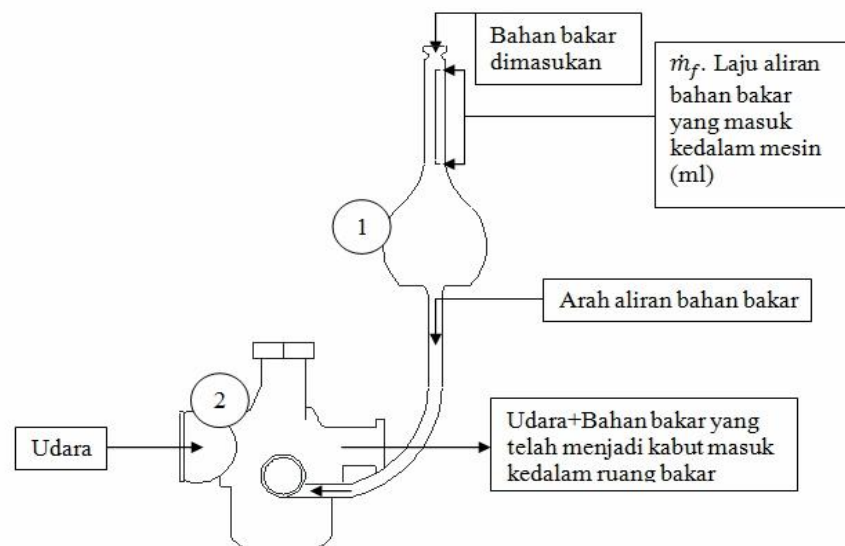 Bahan bakar
dimasukan
ṁ_f. Laju aliran
bahan bakar
yang masuk
kedalam mesin
(ml)
1
Arah aliran bahan bakar
2
Udara
Udara+Bahan bakar yang
telah menjadi kabut masuk
kedalam ruang bakar